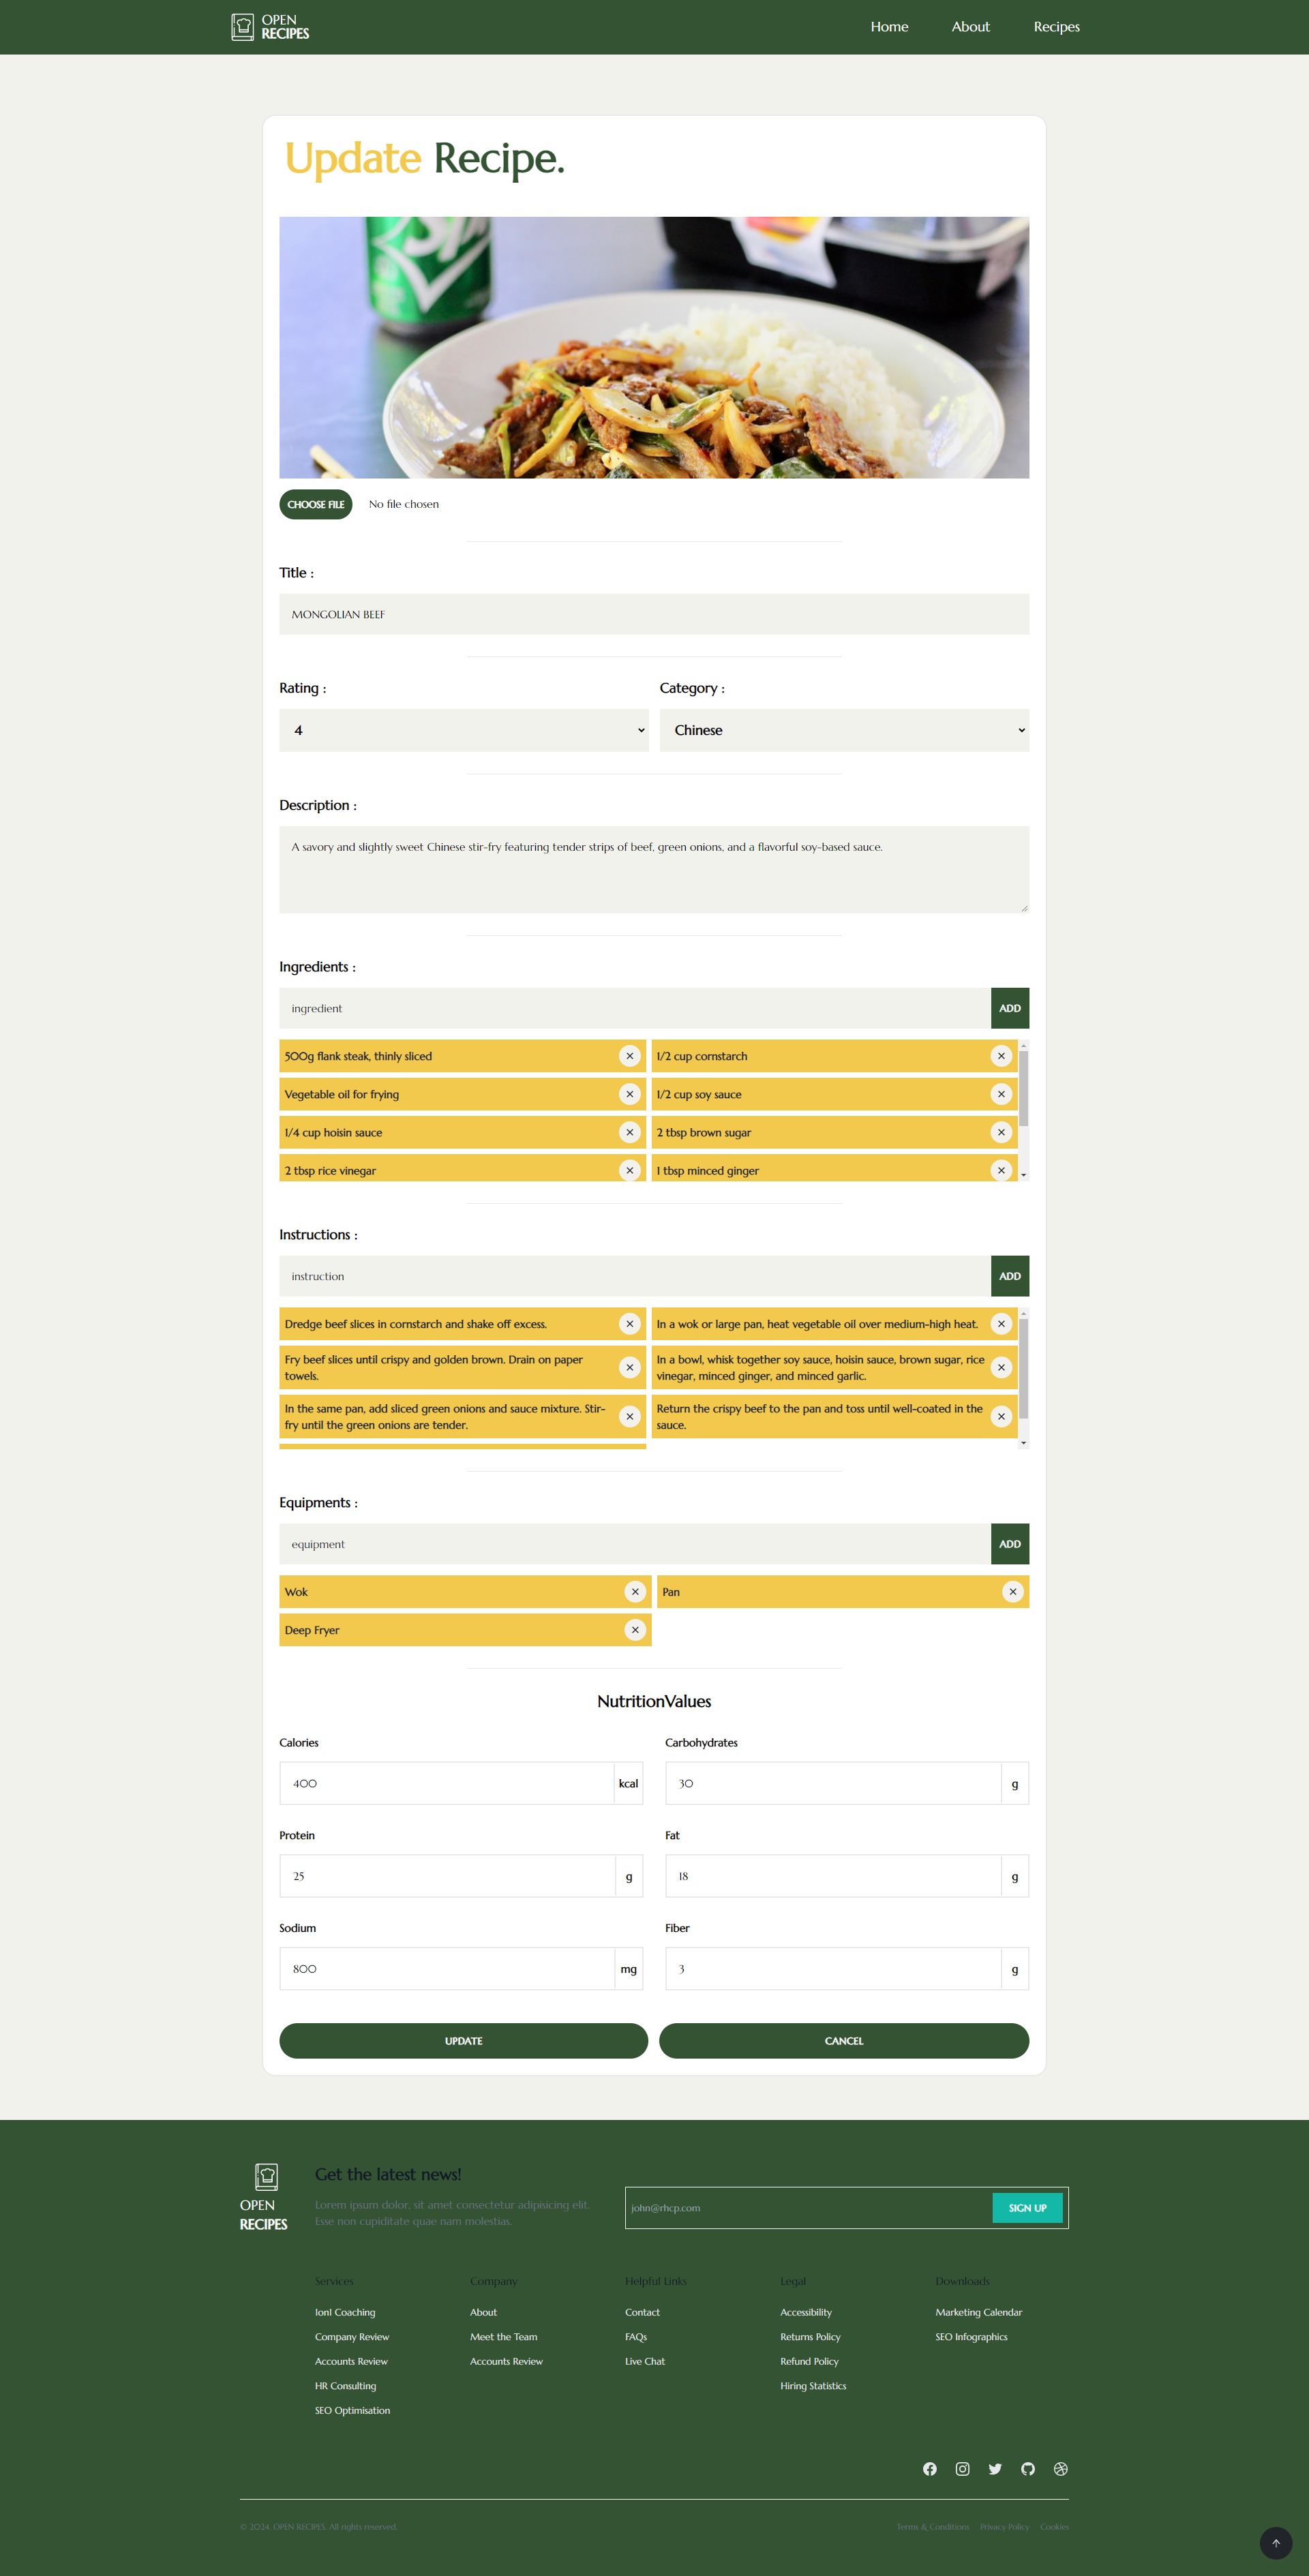 OPEN
RECIPES
Home
About
Recipes
Update Recipe.
CHOOSE FILE
No file chosen
Title :
MONGOLIAN BEEF
Rating :
Category :
4
Chinese
Description :
A savory and slightly sweet Chinese stir-fry featuring tender strips of beef, green onions, and a flavorful soy-based sauce.
Ingredients :
ingredient
ADD
500g flank steak, thinly sliced
1/2 cup cornstarch
Vegetable oil for frying
1/2 cup soy sauce
1/4 cup hoisin sauce
2 tbsp brown sugar
2 tbsp rice vinegar
1 tbsp minced ginger
Instructions :
instruction
ADD
Dredge beef slices in cornstarch and shake off excess.
In a wok or large pan, heat vegetable oil over medium-high heat.
Fry beef slices until crispy and golden brown. Drain on paper
towels.
In a bowl, whisk together soy sauce, hoisin sauce, brown sugar, rice
vinegar, minced ginger, and minced garlic.
In the same pan, add sliced green onions and sauce mixture. Stir-
fry until the green onions are tender.
Return the crispy beef to the pan and toss until well-coated in the
sauce.
Equipments :
equipment
ADD
Wok
Pan
Deep Fryer
NutritionValues
Calories
Carbohydrates
400
kcal
30
g
Protein
Fat
25
g
18
g
Sodium
Fiber
800
mg
3
g
UPDATE
CANCEL
OPEN
RECIPES
Get the latest news!
Lorem ipsum dolor, sit amet consectetur adipisicing elit.
Esse non cupiditate quae nam molestias.
john@rhcp.com
SIGN UP
Services
1on1 Coaching
Company Review
Accounts Review
HR Consulting
SEO Optimisation
Company
About
Meet the Team
Accounts Review
Helpful Links
Contact
FAQs
Live Chat
Legal
Accessibility
Returns Policy
Refund Policy
Hiring Statistics
Downloads
Marketing Calendar
SEO Infographics
© 2024. OPEN RECIPES. All rights reserved.
Terms & Conditions
Privacy Policy
Cookies